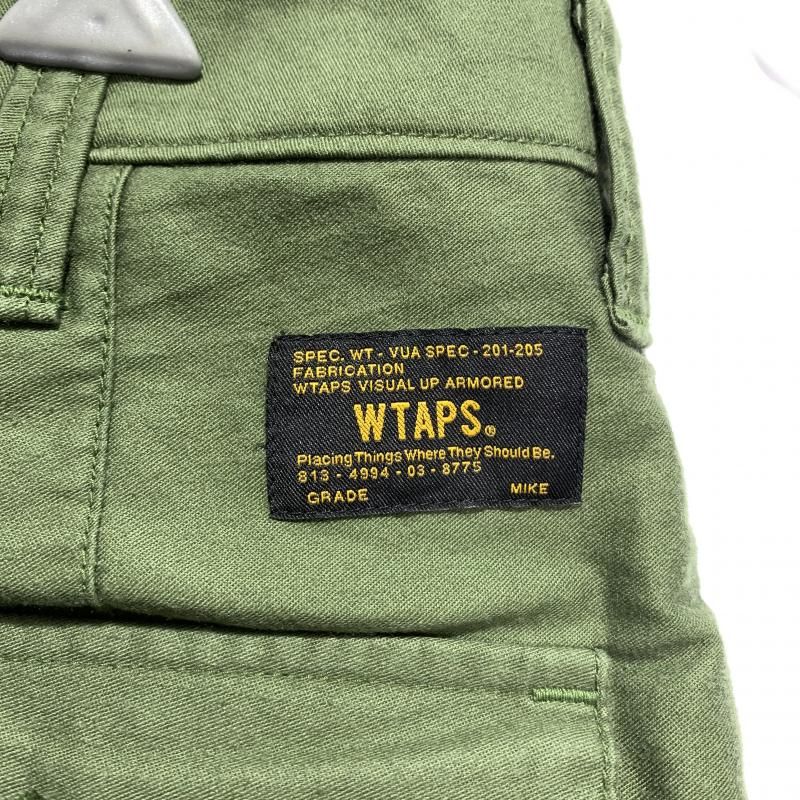 SPEC. WT - VUA SPEC - 201-205
FABRICATION
WTAPS VISUAL UP ARMORED
WTAPS.®
Placing Things Where They Should Be.
813 - 4994 - 03 - 8775
GRADE MIKE